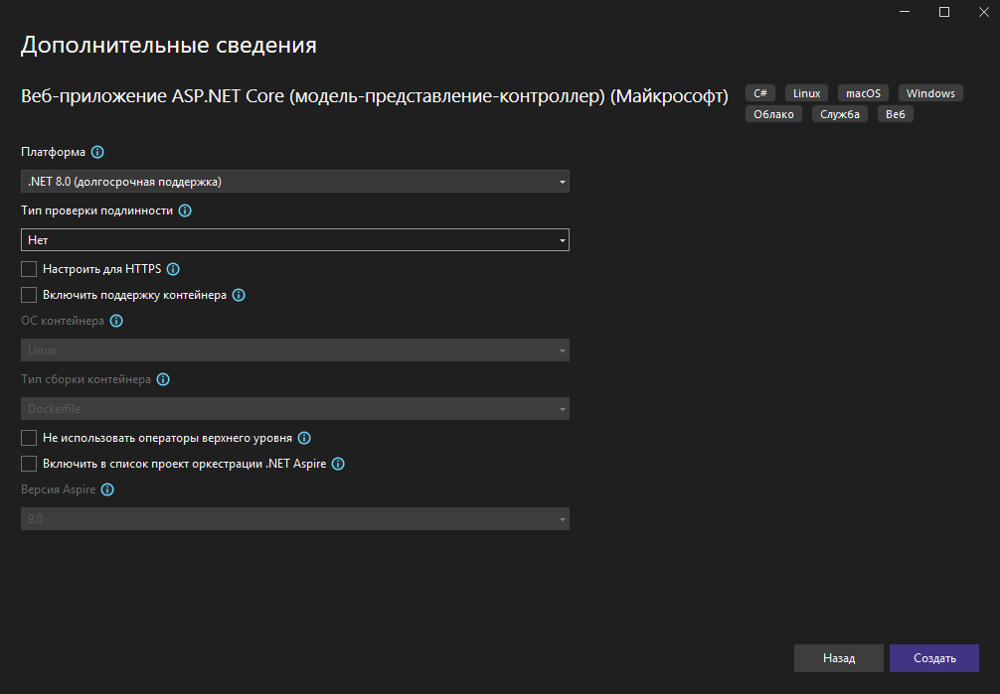 Дополнительные сведения
Веб-приложение ASP.NET Core (модель-представление-контроллер) (Майкрософт)
C# Linux macOS Windows
Облако Служба Веб
Платформа
.NET 8.0 (долгосрочная поддержка)
Тип проверки подлинности
Нет
Настроить для HTTPS
Включить поддержку контейнера
ОС контейнера
Linux
Тип сборки контейнера
Dockerfile
Не использовать операторы верхнего уровня
Включить в список проект оркестрации .NET Aspire
Версия Aspire
9.0
Назад Создать